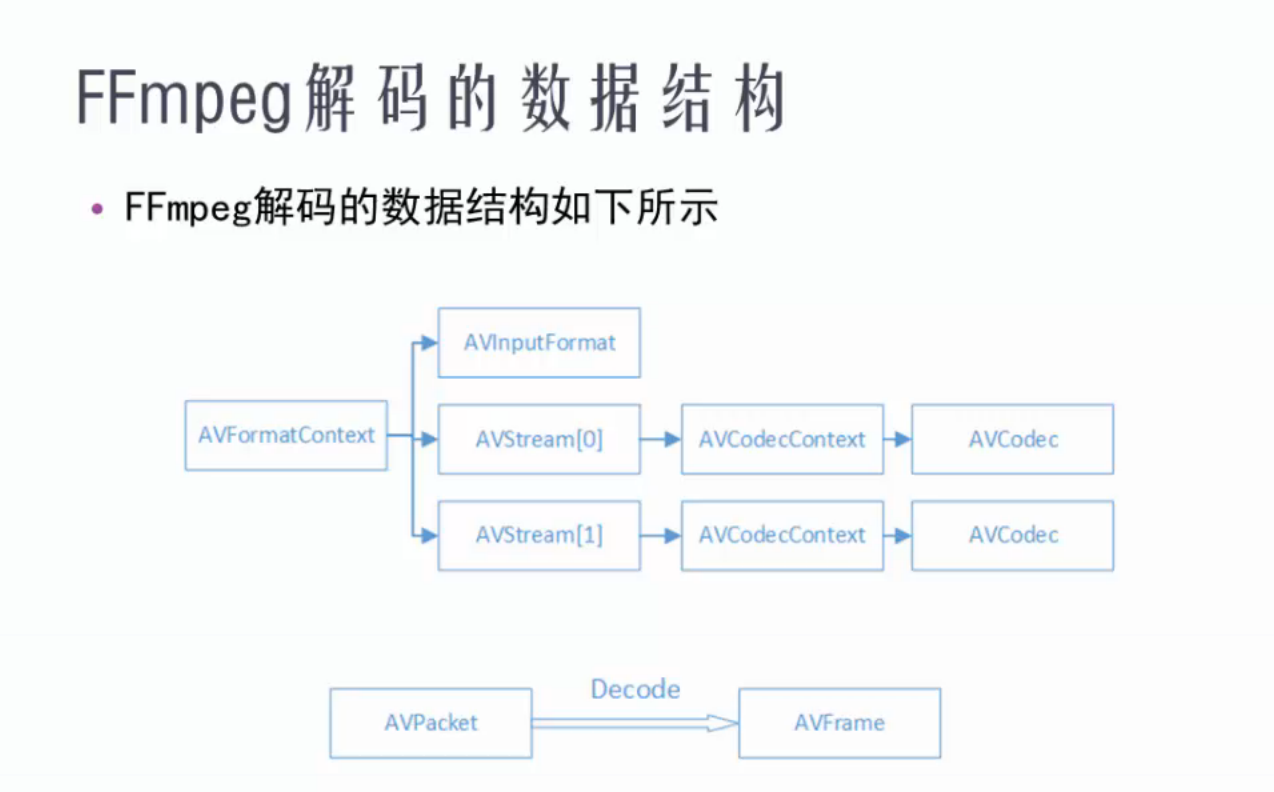 FFmpeg解码的数据结构
• FFmpeg解码的数据结构如下所示
AVInputFormat
AVFormatContext
AVStream[0]
AVCodecContext
AVCodec
AVStream[1]
AVCodecContext
AVCodec
Decode
AVPacket
AVFrame